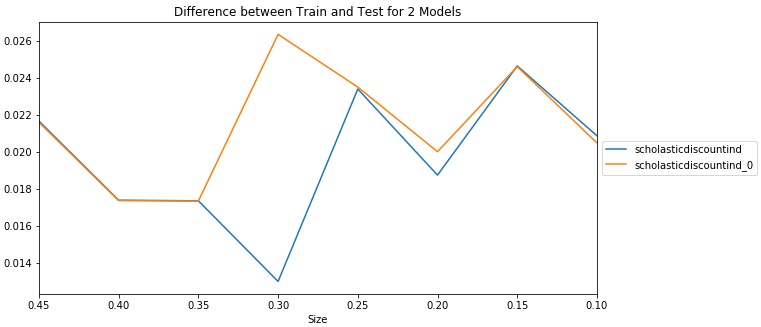 Difference between Train and Test for 2 Models
0.026
0.024
0.022
0.020
0.018
0.016
0.014
0.45 0.40 0.35 0.30 0.25 0.20 0.15 0.10
Size
scholasticdiscountind
scholasticdiscountind_0